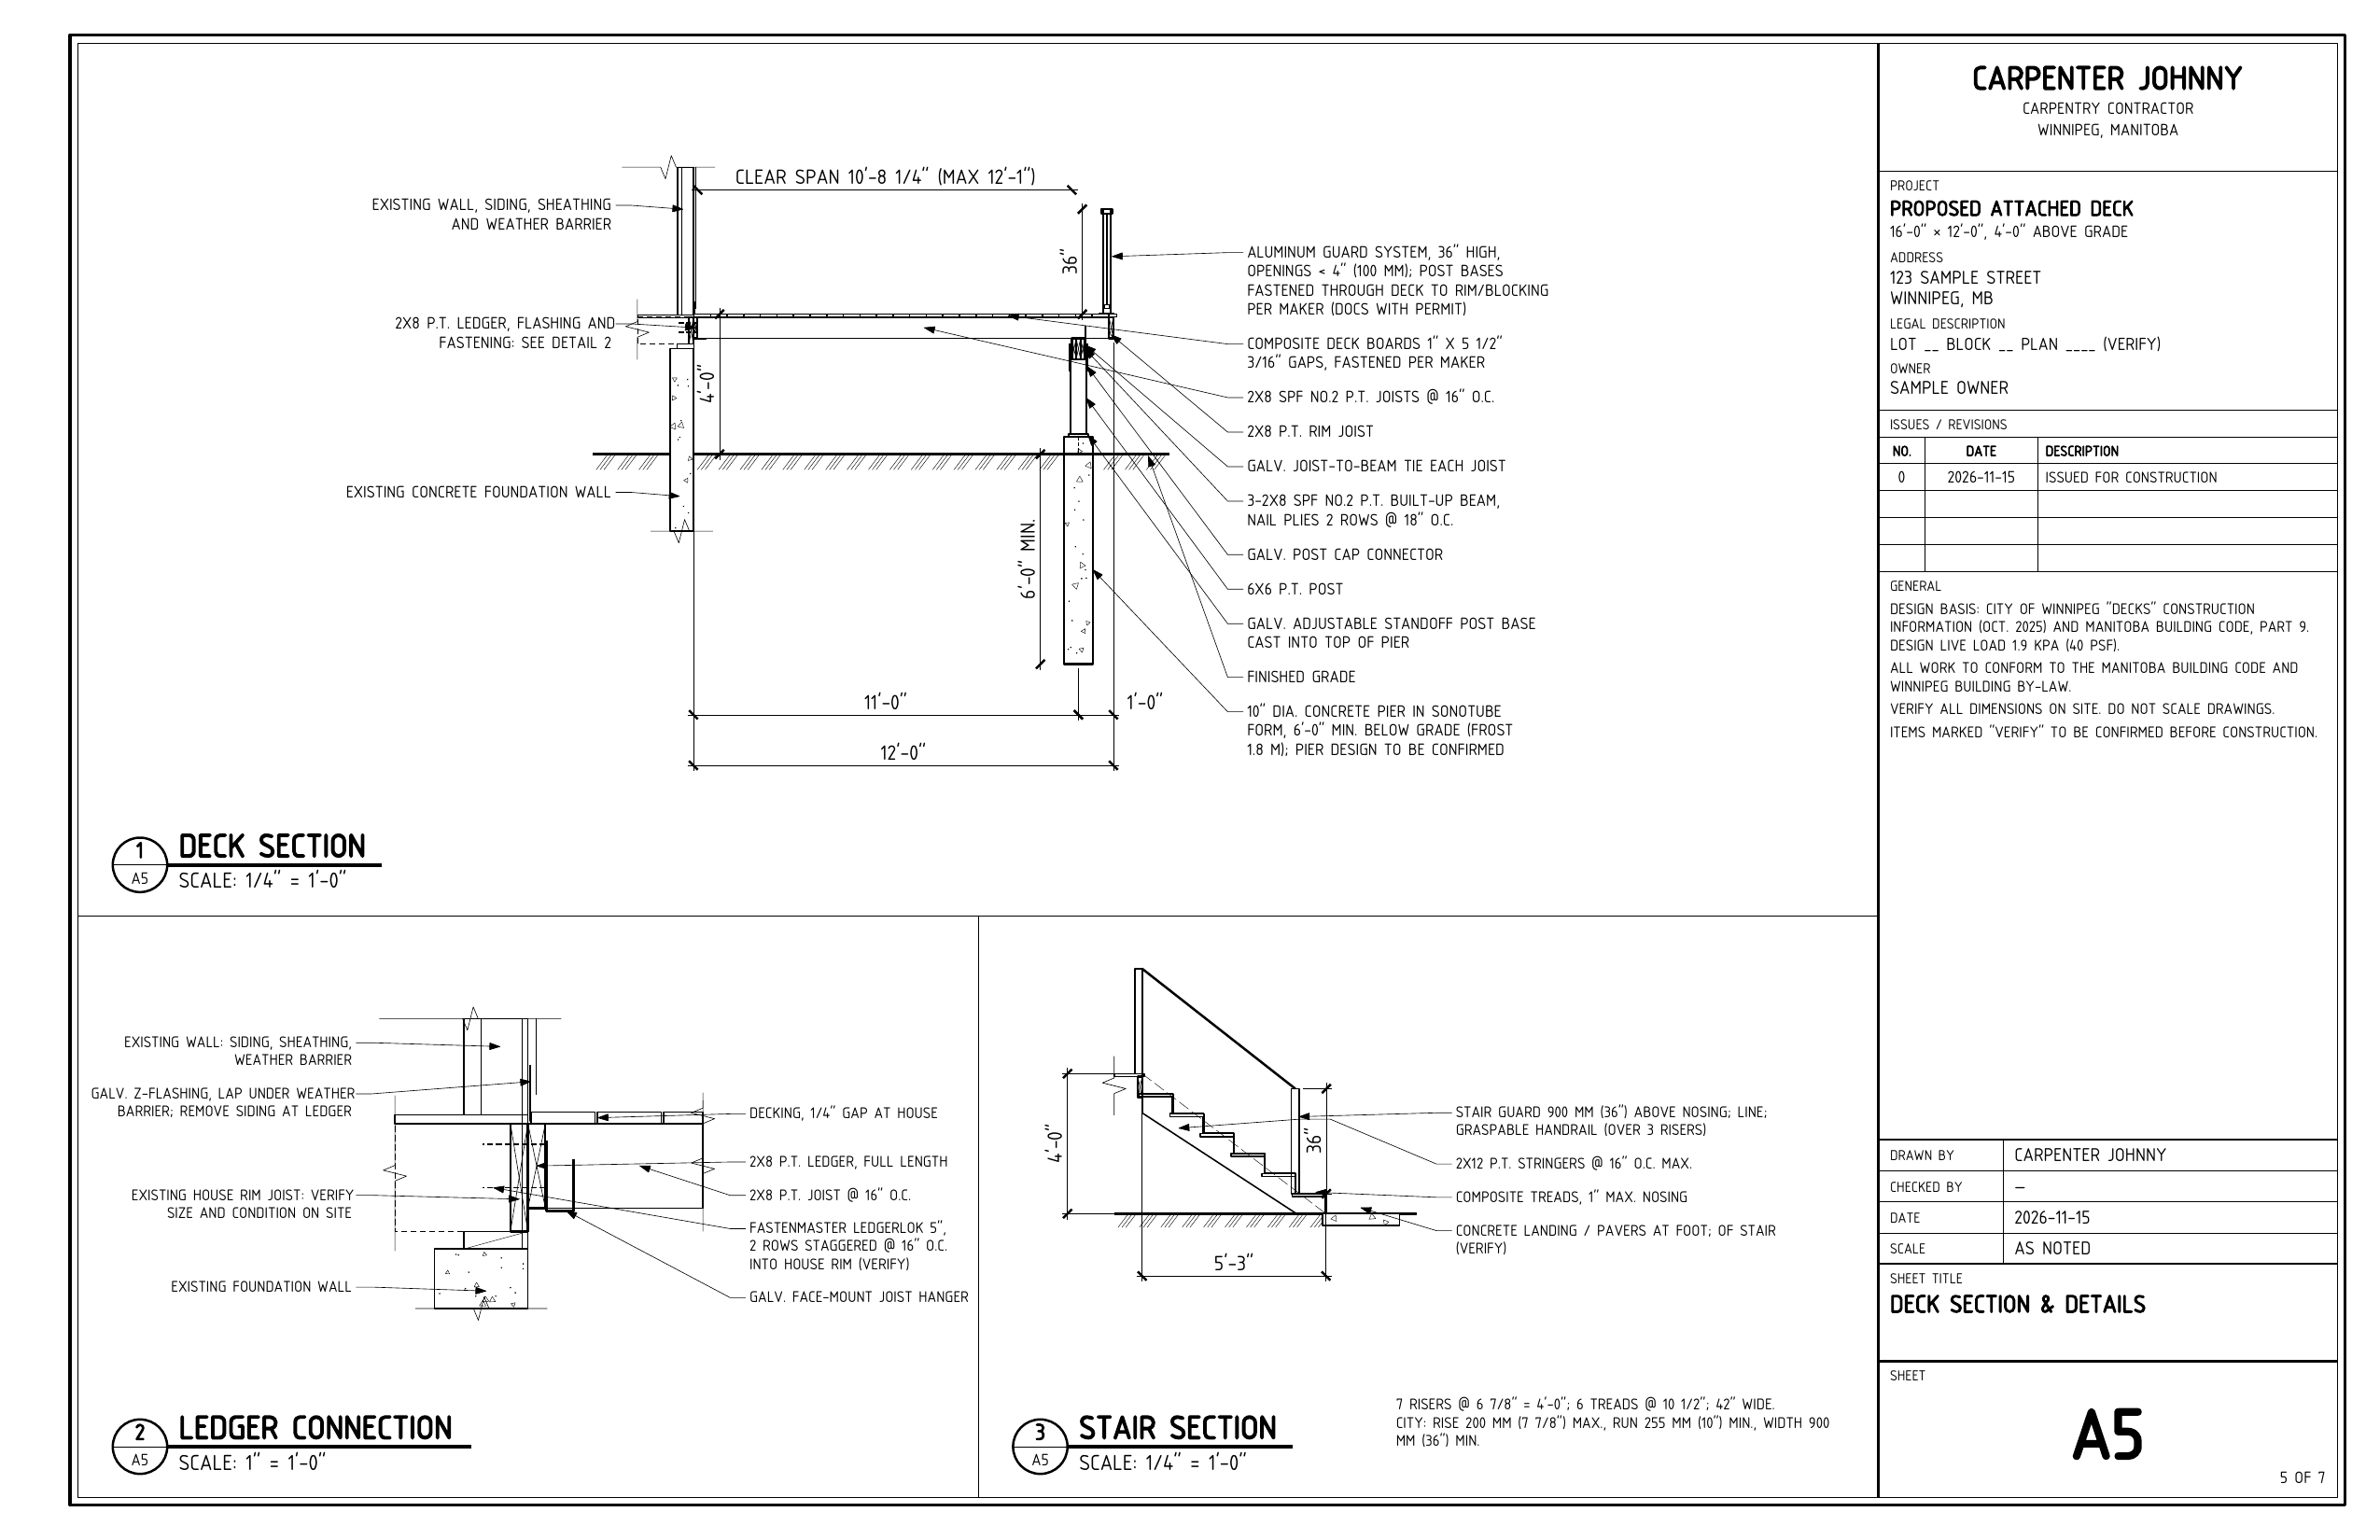 CLEAR SPAN 10'-8 1/4" (MAX 12'-1")
EXISTING WALL, SIDING, SHEATHING
AND WEATHER BARRIER
2X8 P.T. LEDGER, FLASHING AND
FASTENING: SEE DETAIL 2
EXISTING CONCRETE FOUNDATION WALL
36"
4'-0"
6'-0" MIN.
11'-0"
1'-0"
12'-0"
ALUMINUM GUARD SYSTEM, 36" HIGH,
OPENINGS < 4" (100 MM); POST BASES
FASTENED THROUGH DECK TO RIM/BLOCKING
PER MAKER (DOCS WITH PERMIT)
COMPOSITE DECK BOARDS 1" X 5 1/2"
3/16" GAPS, FASTENED PER MAKER
2X8 SPF NO.2 P.T. JOISTS @ 16" O.C.
2X8 P.T. RIM JOIST
GALV. JOIST-TO-BEAM TIE EACH JOIST
3-2X8 SPF NO.2 P.T. BUILT-UP BEAM,
NAIL PLIES 2 ROWS @ 18" O.C.
GALV. POST CAP CONNECTOR
6X6 P.T. POST
GALV. ADJUSTABLE STANDOFF POST BASE
CAST INTO TOP OF PIER
FINISHED GRADE
10" DIA. CONCRETE PIER IN SONOTUBE
FORM, 6'-0" MIN. BELOW GRADE (FROST
1.8 M); PIER DESIGN TO BE CONFIRMED
1
A5
DECK SECTION
SCALE: 1/4" = 1'-0"
EXISTING WALL: SIDING, SHEATHING,
WEATHER BARRIER
GALV. Z-FLASHING, LAP UNDER WEATHER
BARRIER; REMOVE SIDING AT LEDGER
EXISTING HOUSE RIM JOIST: VERIFY
SIZE AND CONDITION ON SITE
EXISTING FOUNDATION WALL
DECKING, 1/4" GAP AT HOUSE
2X8 P.T. LEDGER, FULL LENGTH
2X8 P.T. JOIST @ 16" O.C.
FASTENMASTER LEDGERLOK 5",
2 ROWS STAGGERED @ 16" O.C.
INTO HOUSE RIM (VERIFY)
GALV. FACE-MOUNT JOIST HANGER
2
A5
LEDGER CONNECTION
SCALE: 1" = 1'-0"
4'-0"
36"
5'-3"
STAIR GUARD 900 MM (36") ABOVE NOSING; LINE;
GRASPABLE HANDRAIL (OVER 3 RISERS)
2X12 P.T. STRINGERS @ 16" O.C. MAX.
COMPOSITE TREADS, 1" MAX. NOSING
CONCRETE LANDING / PAVERS AT FOOT; OF STAIR
(VERIFY)
3
A5
STAIR SECTION
SCALE: 1/4" = 1'-0"
7 RISERS @ 6 7/8" = 4'-0"; 6 TREADS @ 10 1/2"; 42" WIDE.
CITY: RISE 200 MM (7 7/8") MAX., RUN 255 MM (10") MIN., WIDTH 900
MM (36") MIN.
CARPENTER JOHNNY
CARPENTRY CONTRACTOR
WINNIPEG, MANITOBA
PROJECT
PROPOSED ATTACHED DECK
16'-0" × 12'-0", 4'-0" ABOVE GRADE
ADDRESS
123 SAMPLE STREET
WINNIPEG, MB
LEGAL DESCRIPTION
LOT __ BLOCK __ PLAN ____ (VERIFY)
OWNER
SAMPLE OWNER
ISSUES / REVISIONS
NO. DATE DESCRIPTION
0 2026-11-15 ISSUED FOR CONSTRUCTION
GENERAL
DESIGN BASIS: CITY OF WINNIPEG "DECKS" CONSTRUCTION
INFORMATION (OCT. 2025) AND MANITOBA BUILDING CODE, PART 9.
DESIGN LIVE LOAD 1.9 KPA (40 PSF).
ALL WORK TO CONFORM TO THE MANITOBA BUILDING CODE AND
WINNIPEG BUILDING BY-LAW.
VERIFY ALL DIMENSIONS ON SITE. DO NOT SCALE DRAWINGS.
ITEMS MARKED "VERIFY" TO BE CONFIRMED BEFORE CONSTRUCTION.
DRAWN BY CARPENTER JOHNNY
CHECKED BY —
DATE 2026-11-15
SCALE AS NOTED
SHEET TITLE
DECK SECTION & DETAILS
SHEET
A5
5 OF 7